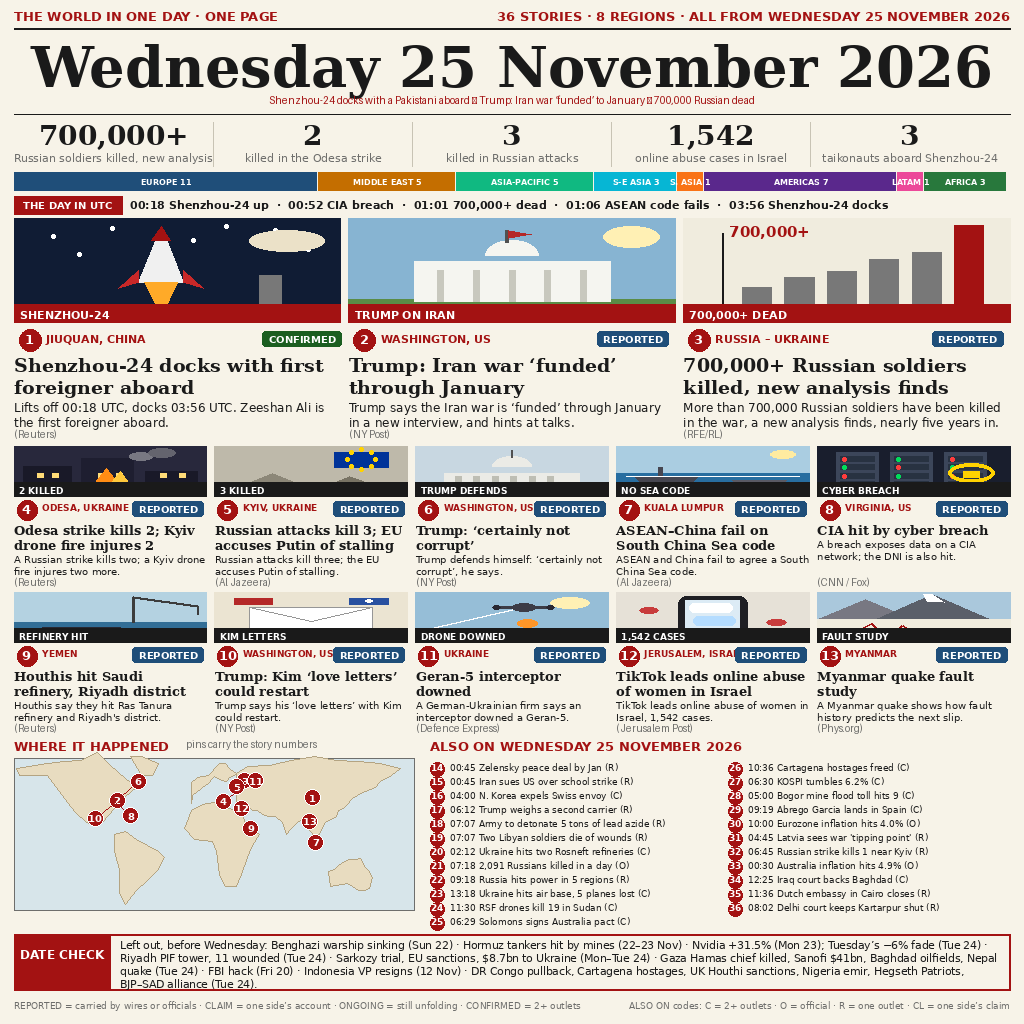 THE WORLD IN ONE DAY · ONE PAGE
36 STORIES · 8 REGIONS · ALL FROM WEDNESDAY 25 NOVEMBER 2026
Wednesday 25 November 2026
Shenzhou-24 docks with a Pakistani aboard Trump: Iran war ‘funded’ to January 700,000 Russian dead
700,000+
Russian soldiers killed, new analysis
2
killed in the Odesa strike
3
killed in Russian attacks
1,542
online abuse cases in Israel
3
taikonauts aboard Shenzhou-24
EUROPE 11
MIDDLE EAST 5
ASIA-PACIFIC 5
S-E ASIA 3
S. ASIA 1
AMERICAS 7
LATAM 1
AFRICA 3
THE DAY IN UTC
00:18 Shenzhou-24 up · 00:52 CIA breach · 01:01 700,000+ dead · 01:06 ASEAN code fails · 03:56 Shenzhou-24 docks
SHENZHOU-24
1 JIUQUAN, CHINA
CONFIRMED
Shenzhou-24 docks with first
foreigner aboard
Lifts off 00:18 UTC, docks 03:56 UTC. Zeeshan Ali is
the first foreigner aboard.
(Reuters)
TRUMP ON IRAN
2 WASHINGTON, US
REPORTED
Trump: Iran war ‘funded’
through January
Trump says the Iran war is ‘funded’ through January
in a new interview, and hints at talks.
(NY Post)
700,000+
700,000+ DEAD
3 RUSSIA – UKRAINE
REPORTED
700,000+ Russian soldiers
killed, new analysis finds
More than 700,000 Russian soldiers have been killed
in the war, a new analysis finds, nearly five years in.
(RFE/RL)
2 KILLED
4 ODESA, UKRAINE
REPORTED
Odesa strike kills 2; Kyiv
drone fire injures 2
A Russian strike kills two; a Kyiv drone
fire injures two more.
(Reuters)
3 KILLED
5 KYIV, UKRAINE
REPORTED
Russian attacks kill 3; EU
accuses Putin of stalling
Russian attacks kill three; the EU
accuses Putin of stalling.
(Al Jazeera)
TRUMP DEFENDS
6 WASHINGTON, US
REPORTED
Trump: ‘certainly not
corrupt’
Trump defends himself: ‘certainly not
corrupt’, he says.
(NY Post)
NO SEA CODE
7 KUALA LUMPUR
REPORTED
ASEAN–China fail on
South China Sea code
ASEAN and China fail to agree a South
China Sea code.
(Al Jazeera)
CYBER BREACH
8 VIRGINIA, US
REPORTED
CIA hit by cyber breach
A breach exposes data on a CIA
network; the DNI is also hit.
(CNN / Fox)
REFINERY HIT
9 YEMEN
REPORTED
Houthis hit Saudi
refinery, Riyadh district
Houthis say they hit Ras Tanura
refinery and Riyadh's district.
(Reuters)
KIM LETTERS
10 WASHINGTON, US
REPORTED
Trump: Kim ‘love letters’
could restart
Trump says his ‘love letters’ with Kim
could restart.
(NY Post)
DRONE DOWNED
11 UKRAINE
REPORTED
Geran-5 interceptor
downed
A German-Ukrainian firm says an
interceptor downed a Geran-5.
(Defence Express)
1,542 CASES
12 JERUSALEM,
REPORTED
TikTok leads online abuse
of women in Israel
TikTok leads online abuse of women in
Israel, 1,542 cases.
(Jerusalem Post)
FAULT STUDY
13 MYANMAR
REPORTED
Myanmar quake fault
study
A Myanmar quake shows how fault
history predicts the next slip.
(Phys.org)
WHERE IT HAPPENED
pins carry the story numbers
6
2
10
8
3
11
5
4
12
9
1
13
7
ALSO ON WEDNESDAY 25 NOVEMBER 2026
14 00:45 Zelensky peace deal by Jan (R)
15 00:45 Iran sues US over school strike (R)
16 04:00 N. Korea expels Swiss envoy (C)
17 06:12 Trump weighs a second carrier (R)
18 07:07 Army to detonate 5 tons of lead azide (R)
19 07:07 Two Libyan soldiers die of wounds (R)
20 02:12 Ukraine hits two Rosneft refineries (C)
21 07:18 2,091 Russians killed in a day (O)
22 09:18 Russia hits power in 5 regions (R)
23 13:18 Ukraine hits air base, 5 planes lost (C)
24 11:30 RSF drones kill 19 in Sudan (C)
25 06:29 Solomons signs Australia pact (C)
26 10:36 Cartagena hostages freed (C)
27 06:30 KOSPI tumbles 6.2% (C)
28 05:00 Bogor mine flood toll hits 9 (C)
29 09:19 Abrego Garcia lands in Spain (C)
30 10:00 Eurozone inflation hits 4.0% (O)
31 04:45 Latvia sees war 'tipping point' (R)
32 06:45 Russian strike kills 1 near Kyiv (R)
33 00:30 Australia inflation hits 4.9% (O)
34 12:25 Iraq court backs Baghdad (C)
35 11:36 Dutch embassy in Cairo closes (R)
36 08:02 Delhi court keeps Kartarpur shut (R)
DATE CHECK
Left out, before Wednesday: Benghazi warship sinking (Sun 22) · Hormuz tankers hit by mines (22–23 Nov) · Nvidia +31.5% (Mon 23); Tuesday’s −6% fade (Tue 24) ·
Riyadh PIF tower, 11 wounded (Tue 24) · Sarkozy trial, EU sanctions, $8.7bn to Ukraine (Mon–Tue 24) · Gaza Hamas chief killed, Sanofi $41bn, Baghdad oilfields, Nepal
quake (Tue 24) · FBI hack (Fri 20) · Indonesia VP resigns (12 Nov) · DR Congo pullback, Cartagena hostages, UK Houthi sanctions, Nigeria emir, Hegseth Patriots,
BJP–SAD alliance (Tue 24).
REPORTED = carried by wires or officials · CLAIM = one side’s account · ONGOING = still unfolding · CONFIRMED = 2+ outlets
ALSO ON codes: C = 2+ outlets · O = official · R = one outlet · CL = one side’s claim